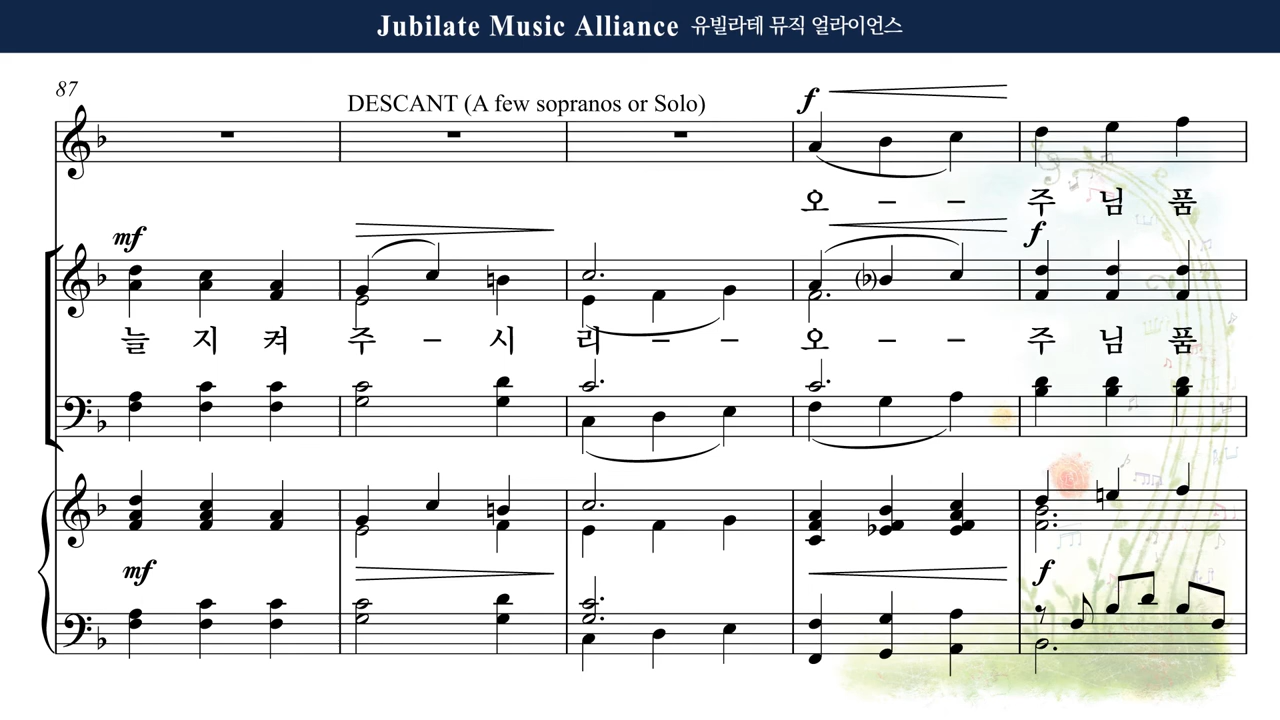 Jubilate Music Alliance 유빌라테 뮤직 얼라이언스
87
DESCANT (A few sopranos or Solo)
f
오 – – 주 님 품
mf f
늘 지 켜 주 – 시 리 – – 오 – – 주 님 품
mf f